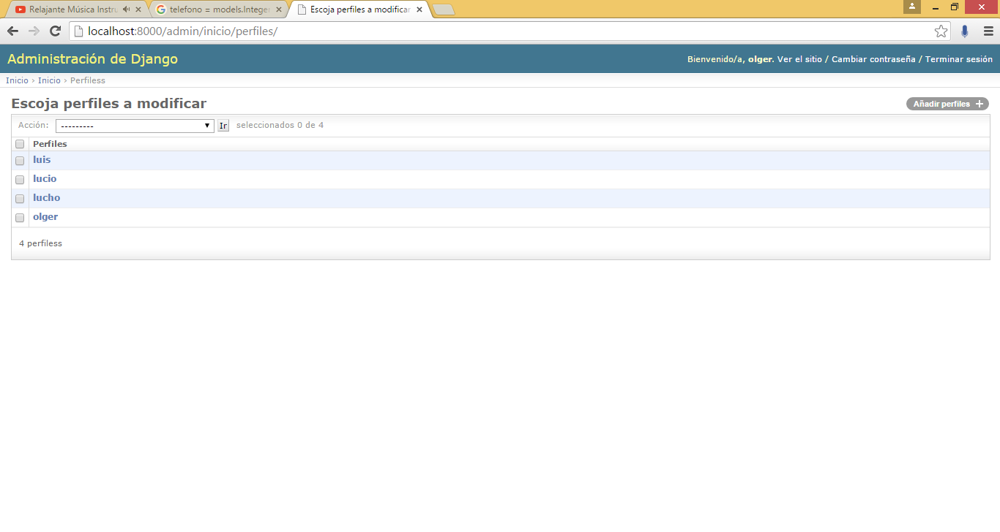 Relajante Música Instru
telefono = models.Integer
Escoja perfiles a modificar
localhost:8000/admin/inicio/perfiles/
Administración de Django
Bienvenido/a, olger. Ver el sitio / Cambiar contraseña / Terminar sesión
Inicio › Inicio › Perfiless
Escoja perfiles a modificar
Añadir perfiles +
Acción: --------- Ir seleccionados 0 de 4
Perfiles
luis
lucio
lucho
olger
4 perfiless